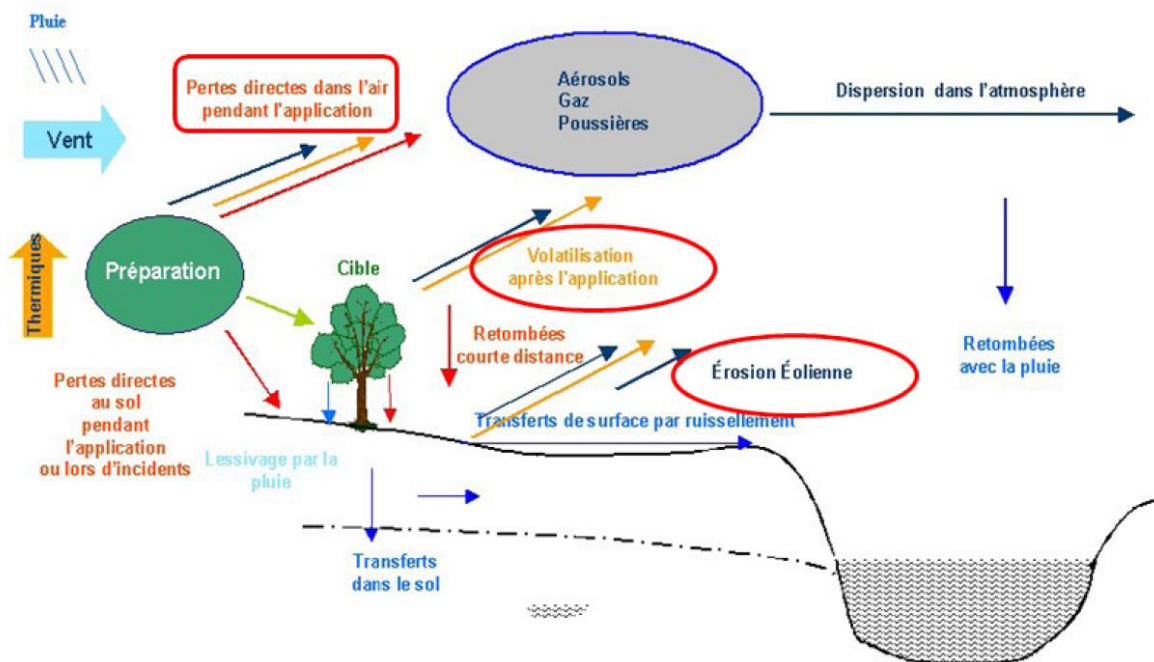 Pluie
Pertes directes dans l'air
pendant l'application
Aérosols
Gaz
Poussières
Dispersion dans l'atmosphère
Vent
Thermiques
Préparation
Cible
Volatilisation
après l'application
Retombées
courte distance
Érosion Éolienne
Retombées
avec la pluie
Pertes directes
au sol
pendant
l'application
ou lors d'incidents
Transferts de surface par ruissellement
Lessivage par la
pluie
Transferts
dans le sol